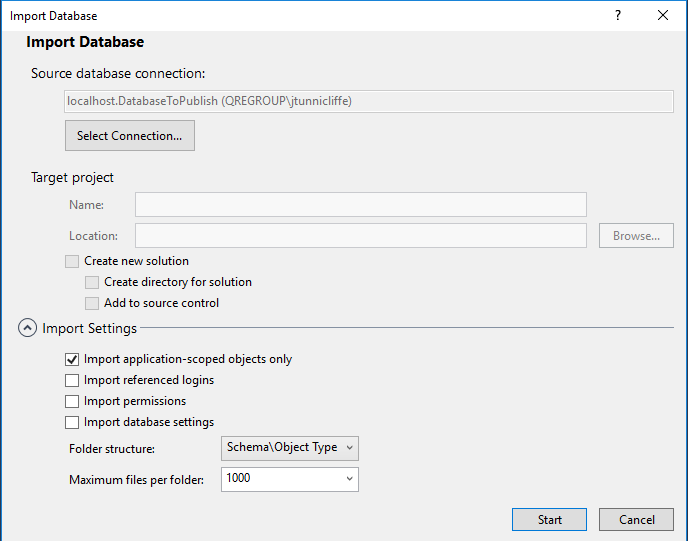 Import Database
?
Import Database
Source database connection:
localhost.DatabaseToPublish (QREGROUP\jtunnicliffe)
Select Connection...
Target project
Name:
Location:
Browse...
Create new solution
Create directory for solution
Add to source control
Import Settings
Import application-scoped objects only
Import referenced logins
Import permissions
Import database settings
Folder structure: Schema\Object Type
Maximum files per folder: 1000
Start Cancel